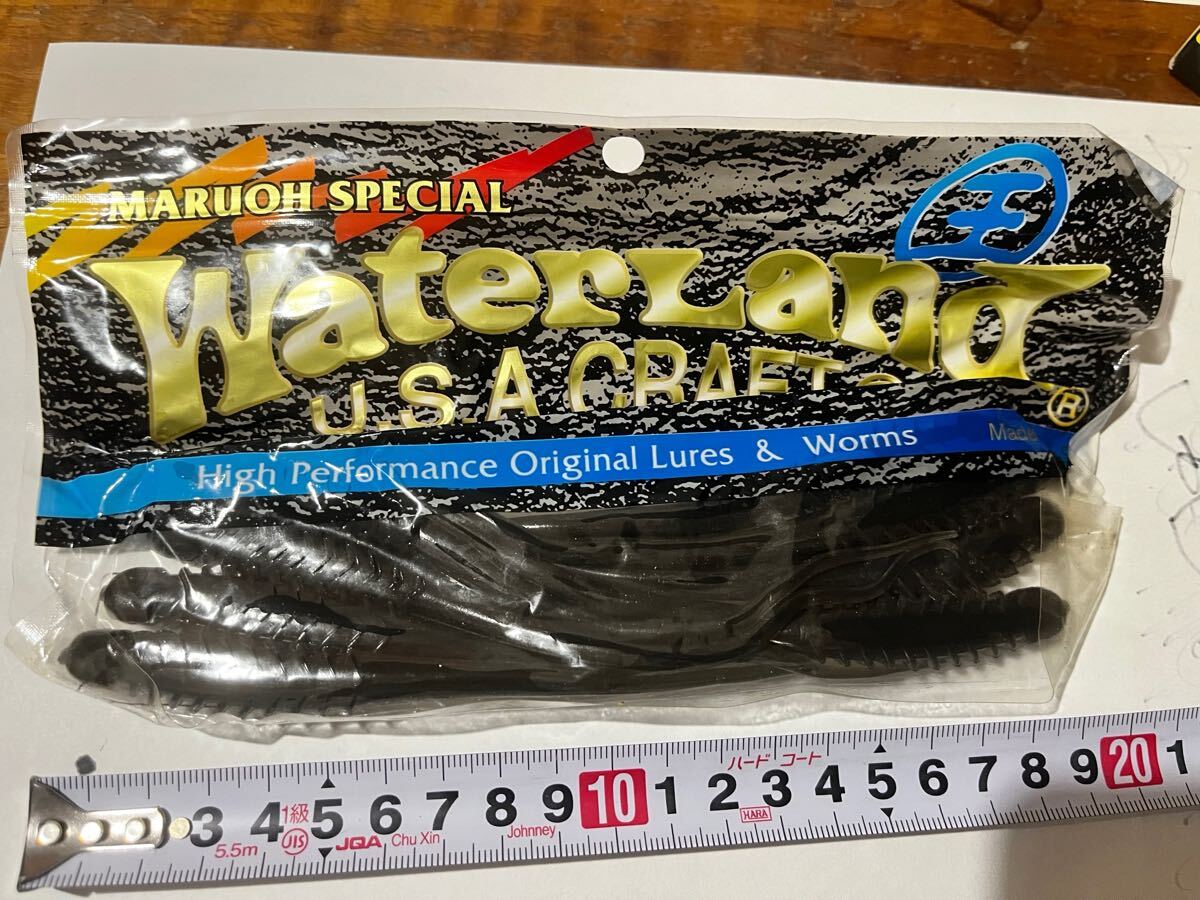 MARUOH SPECIAL
WaterLand
U.S.A.CRAFT
®
High Performance Original Lures & Worms
Made
3 4 5 6 7 8 9 10 1 2 3 4 5 6 7 8 9 20 1
5.5m
1級
JIS
JQA
Chu Xin
Johnney
ハード コート
HARA